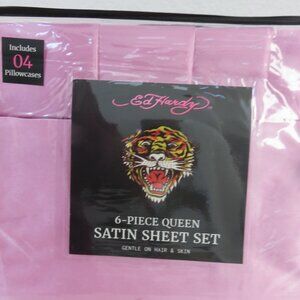 Includes
04
Pillowcases
Ed Hardy
6-PIECE QUEEN
SATIN SHEET SET
GENTLE ON HAIR & SKIN